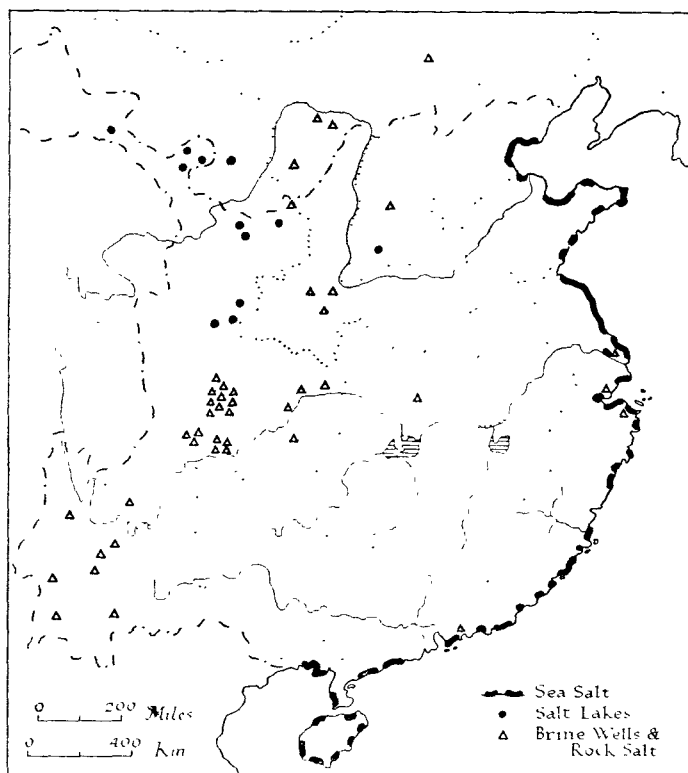 Sea Salt
Salt Lakes
Brine Wells &
Rock Salt
0 200 Miles
0 400 Km